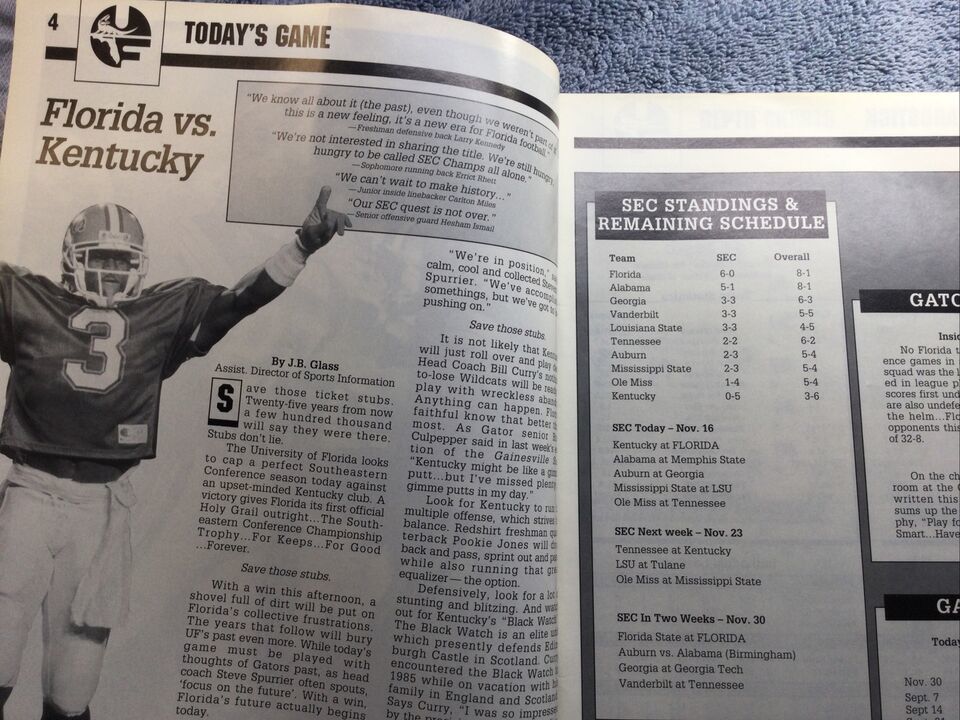 4
UF
TODAY'S GAME
Florida vs.
Kentucky
"We know all about it (the past), even though we weren't part of
this is a new feeling, it's a new era for Florida football."
—Freshman defensive back Larry Kennedy
"We're not interested in sharing the title. We're still hungry,
hungry to be called SEC Champs all alone."
—Sophomore running back Errict Rhett
"We can't wait to make history..."
—Junior inside linebacker Carlton Miles
"Our SEC quest is not over."
—Senior offensive guard Hesham Ismail
3
By J.B. Glass
Assist. Director of Sports Information
Save those ticket stubs.
Twenty-five years from now
a few hundred thousand
will say they were there.
Stubs don't lie.
The University of Florida looks
to cap a perfect Southeastern
Conference season today against
an upset-minded Kentucky club. A
victory gives Florida its first official
Holy Grail outright...The South-
eastern Conference Championship
Trophy...For Keeps...For Good
...Forever.
Save those stubs.
With a win this afternoon, a
shovel full of dirt will be put on
Florida's collective frustrations.
The years that follow will bury
UF's past even more. While today's
game must be played with
thoughts of Gators past, as head
coach Steve Spurrier often spouts,
'focus on the future'. With a win,
Florida's future actually begins
today.
"We're in position,"
calm, cool and collected
Spurrier. "We've
somethings, but we've got
pushing on."
Save those stubs.
It is not likely that
will just roll over and play
Head Coach Bill Curry's
to-lose Wildcats will be
play with wreckless
Anything can happen.
faithful know that better
most. As Gator senior
Culpepper said in last week's
tion of the Gainesville
"Kentucky might be like a
putt...but I've missed
gimme putts in my day."
Look for Kentucky to
multiple offense, which
balance. Redshirt freshman
terback Pookie Jones will
back and pass, sprint out and
while also running that
equalizer — the option.
Defensively, look for a lot
stunting and blitzing. And
out for Kentucky's "Black
The Black Watch is an elite
which presently defends
burgh Castle in Scotland.
encountered the Black
1985 while on vacation with
family in England and Scotland
Says Curry, "I was so
SEC STANDINGS &
REMAINING SCHEDULE
Team SEC Overall
Florida 6-0 8-1
Alabama 5-1 8-1
Georgia 3-3 6-3
Vanderbilt 3-3 5-5
Louisiana State 3-3 4-5
Tennessee 2-2 6-2
Auburn 2-3 5-4
Mississippi State 2-3 5-4
Ole Miss 1-4 5-4
Kentucky 0-5 3-6
SEC Today – Nov. 16
Kentucky at FLORIDA
Alabama at Memphis State
Auburn at Georgia
Mississippi State at LSU
Ole Miss at Tennessee
SEC Next week – Nov. 23
Tennessee at Kentucky
LSU at Tulane
Ole Miss at Mississippi State
SEC In Two Weeks – Nov. 30
Florida State at FLORIDA
Auburn vs. Alabama (Birmingham)
Georgia at Georgia Tech
Vanderbilt at Tennessee
GATO
No Florida
ence games in
squad was the
ed in league
scores first
are also
the helm...
opponents this
of 32-8.
On the
room at the
written this
sums up the
phy, "Play
Smart...
GA
Nov. 30
Sept. 7
Sept 14